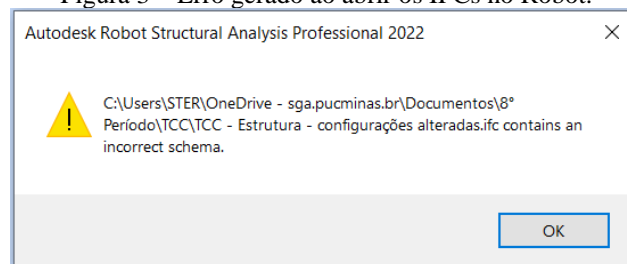 Figura 5 – Erro gerado ao abrir os IFCs no Robot.
Autodesk Robot Structural Analysis Professional 2022
C:\Users\STER\OneDrive - sga.pucminas.br\Documentos\8°
Período\TCC\TCC - Estrutura - configurações alteradas.ifc contains an
incorrect schema.
OK